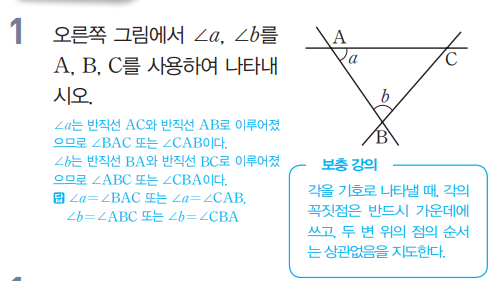 1
오른쪽 그림에서 ∠a, ∠b를
A, B, C를 사용하여 나타내
시오.
∠a는 반직선 AC와 반직선 AB로 이루어졌
으므로 ∠BAC 또는 ∠CAB이다.
∠b는 반직선 BA와 반직선 BC로 이루어졌
으므로 ∠ABC 또는 ∠CBA이다.
답 ∠a=∠BAC 또는 ∠a=∠CAB,
∠b=∠ABC 또는 ∠b=∠CBA
A
a
C
b
B
보충 강의
각을 기호로 나타낼 때, 각의
꼭짓점은 반드시 가운데에
쓰고, 두 변 위의 점의 순서
는 상관없음을 지도한다.